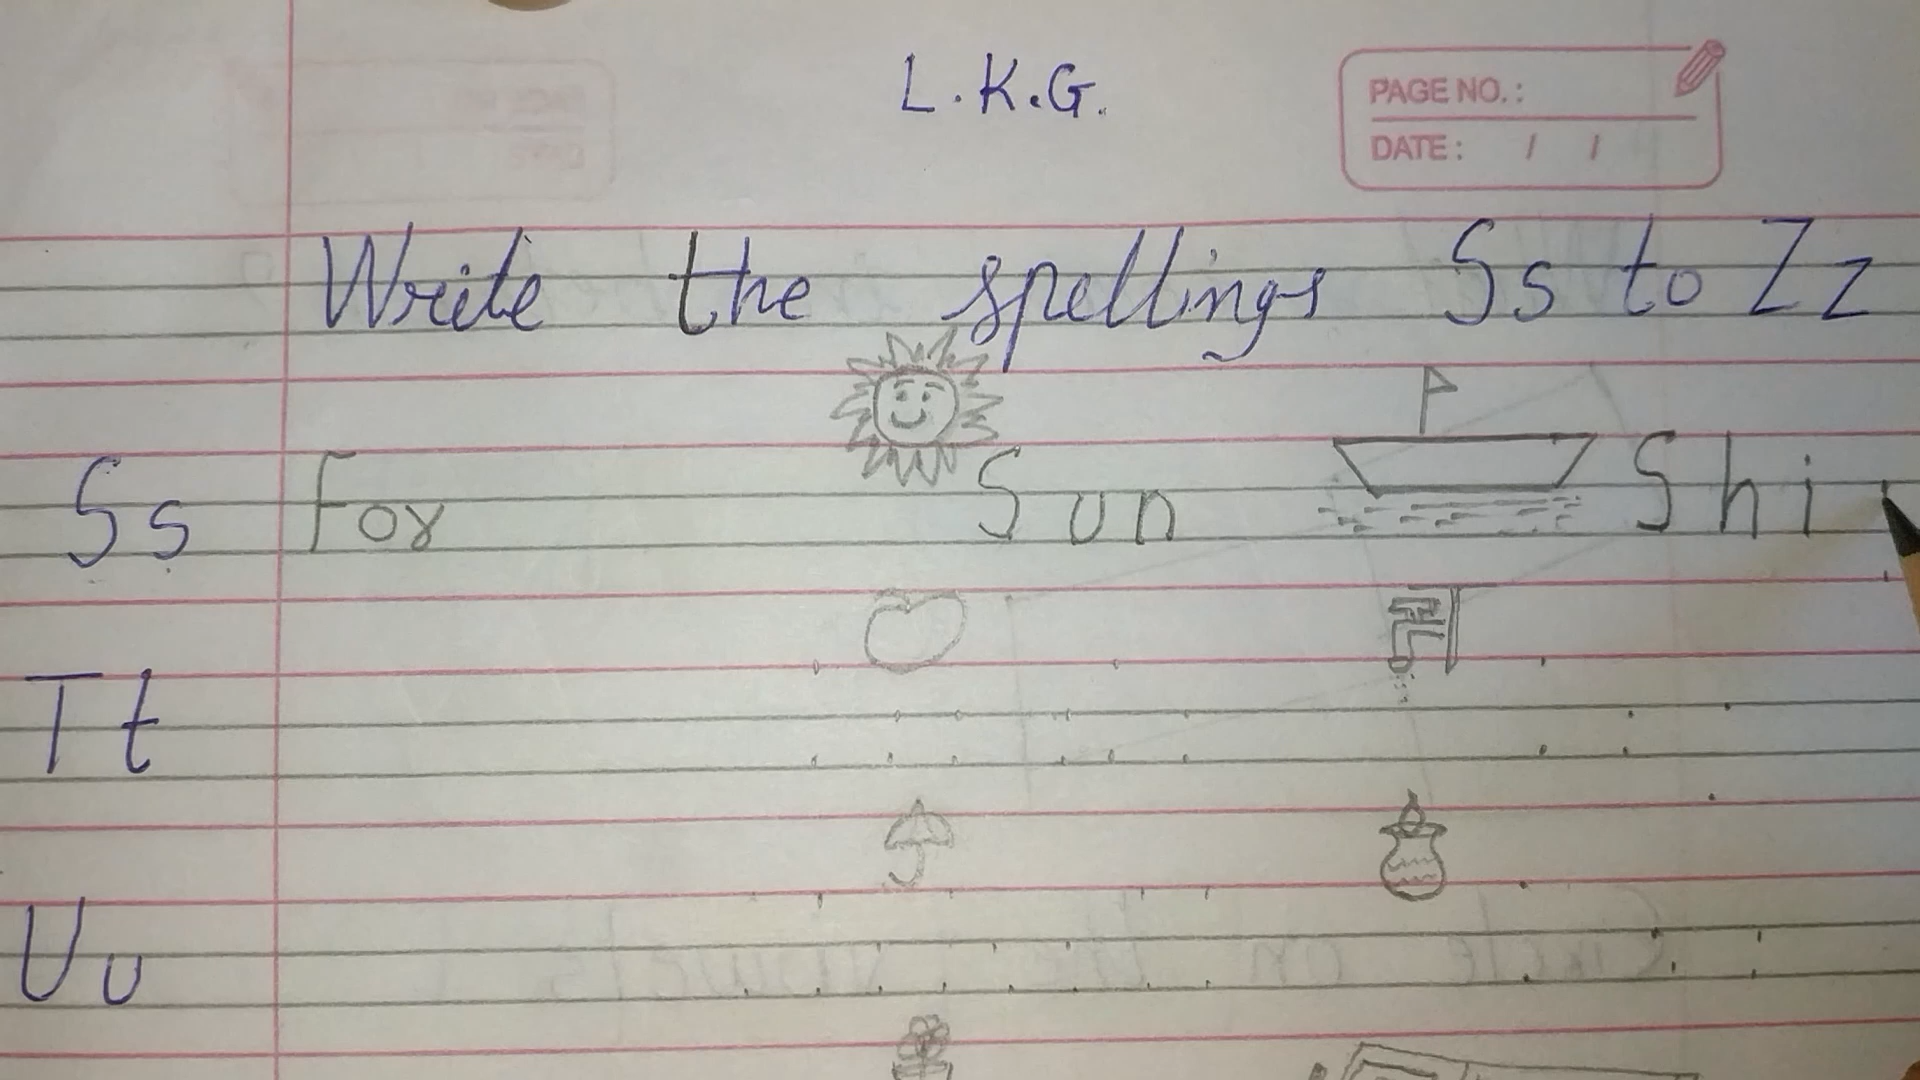 L.K.G.
PAGE NO.:
DATE: / /
Write the spellings Ss to Zz
Ss For Sun Shi
Tt
Uu